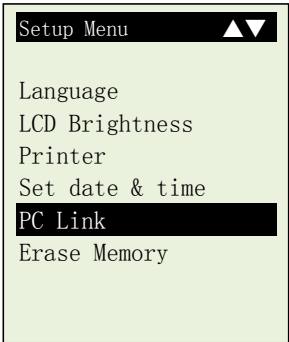 Setup Menu ▲▼
Language
LCD Brightness
Printer
Set date & time
PC Link
Erase Memory